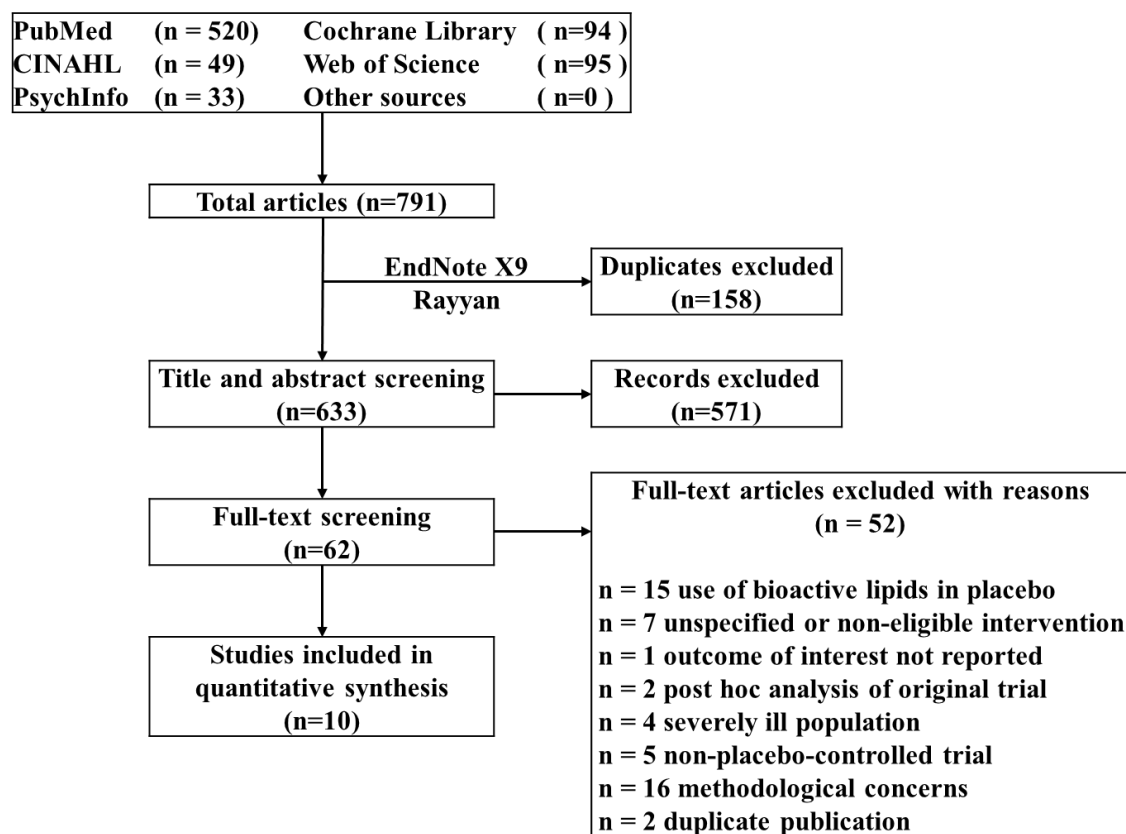 PubMed (n = 520) Cochrane Library ( n=94 )
CINAHL (n = 49) Web of Science ( n=95)
PsychInfo (n = 33) Other sources ( n=0 )
Total articles (n=791)
EndNote X9
Rayyan
Duplicates excluded
(n=158)
Title and abstract screening
(n=633)
Records excluded
(n=571)
Full-text screening
(n=62)
Full-text articles excluded with reasons
(n = 52)
n = 15 use of bioactive lipids in placebo
n = 7 unspecified or non-eligible intervention
n = 1 outcome of interest not reported
n = 2 post hoc analysis of original trial
n = 4 severely ill population
n = 5 non-placebo-controlled trial
n = 16 methodological concerns
n = 2 duplicate publication
Studies included in
quantitative synthesis
(n=10)